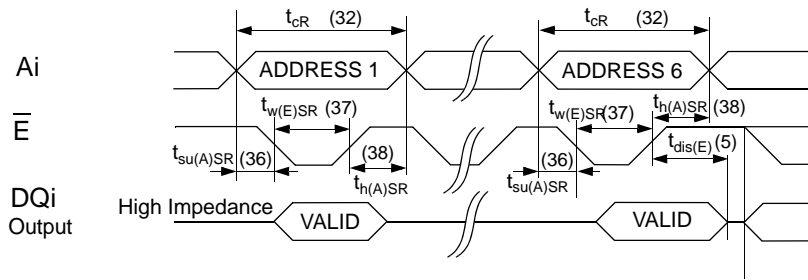 tcR (32) tcR (32)
Ai ADDRESS 1 ADDRESS 6
tw(E)SR (37) tw(E)SR (37) th(A)SR (38)
E
tsu(A)SR (36) (38) th(A)SR (36) tsu(A)SR tdis(E) (5)
DQi
Output
High Impedance VALID VALID